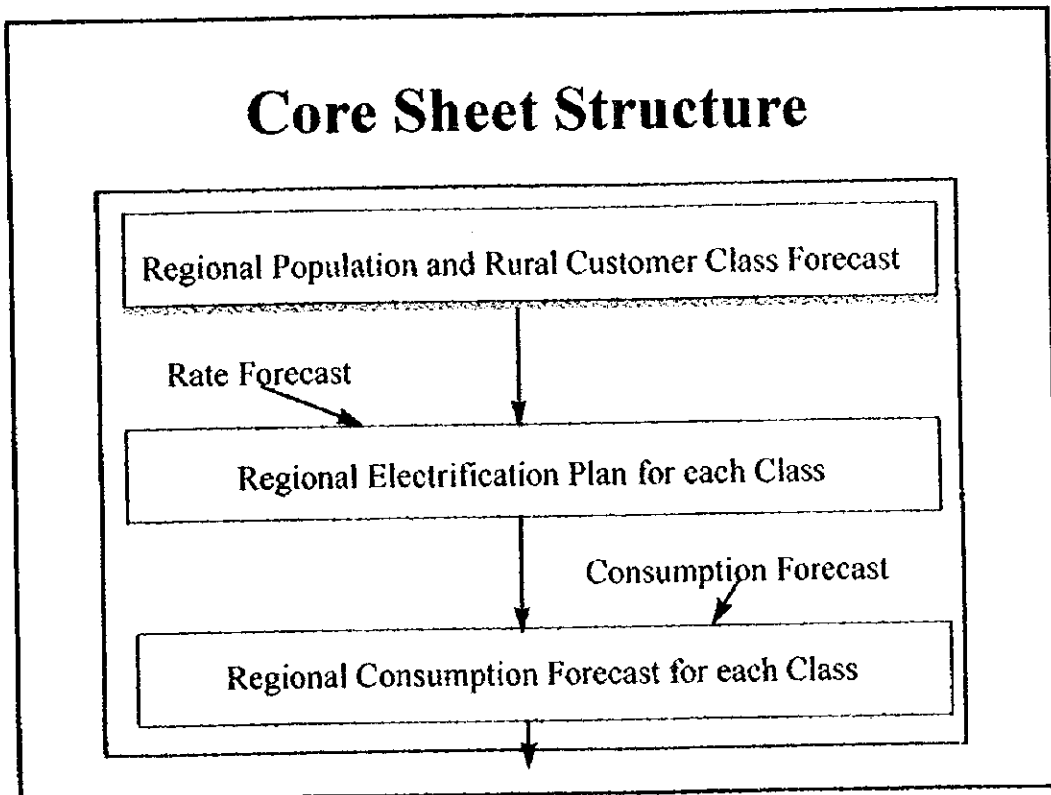 Core Sheet Structure
Regional Population and Rural Customer Class Forecast
Rate Forecast
Regional Electrification Plan for each Class
Consumption Forecast
Regional Consumption Forecast for each Class